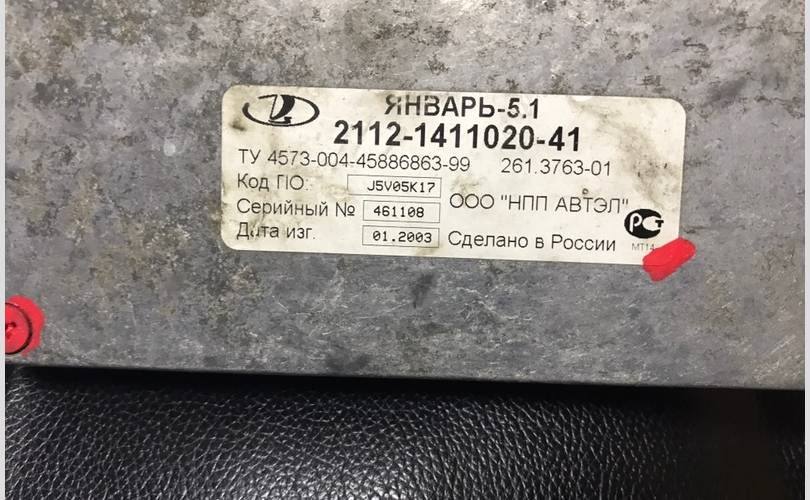 ЯНВАРЬ-5.1
2112-1411020-41
ТУ 4573-004-45886863-99 261.3763-01
Код ПО: J5V05K17
Серийный № 461108 ООО "НПП АВТЭЛ"
Дата изг. 01.2003 Сделано в России
МТ14